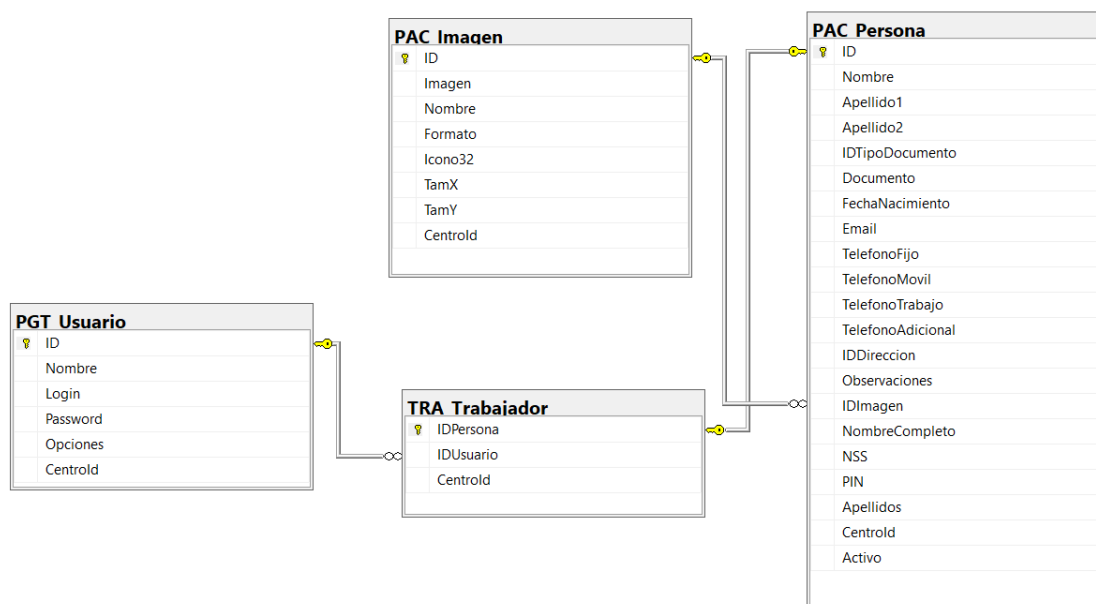 PAC_Imagen
ID
Imagen
Nombre
Formato
Icono32
TamX
TamY
CentroId
PAC_Persona
ID
Nombre
Apellido1
Apellido2
IDTipoDocumento
Documento
FechaNacimiento
Email
TelefonoFijo
TelefonoMovil
TelefonoTrabajo
TelefonoAdicional
IDDireccion
Observaciones
IDImagen
NombreCompleto
NSS
PIN
Apellidos
CentroId
Activo
PGT_Usuario
ID
Nombre
Login
Password
Opciones
CentroId
TRA_Trabajador
IDPersona
IDUsuario
CentroId